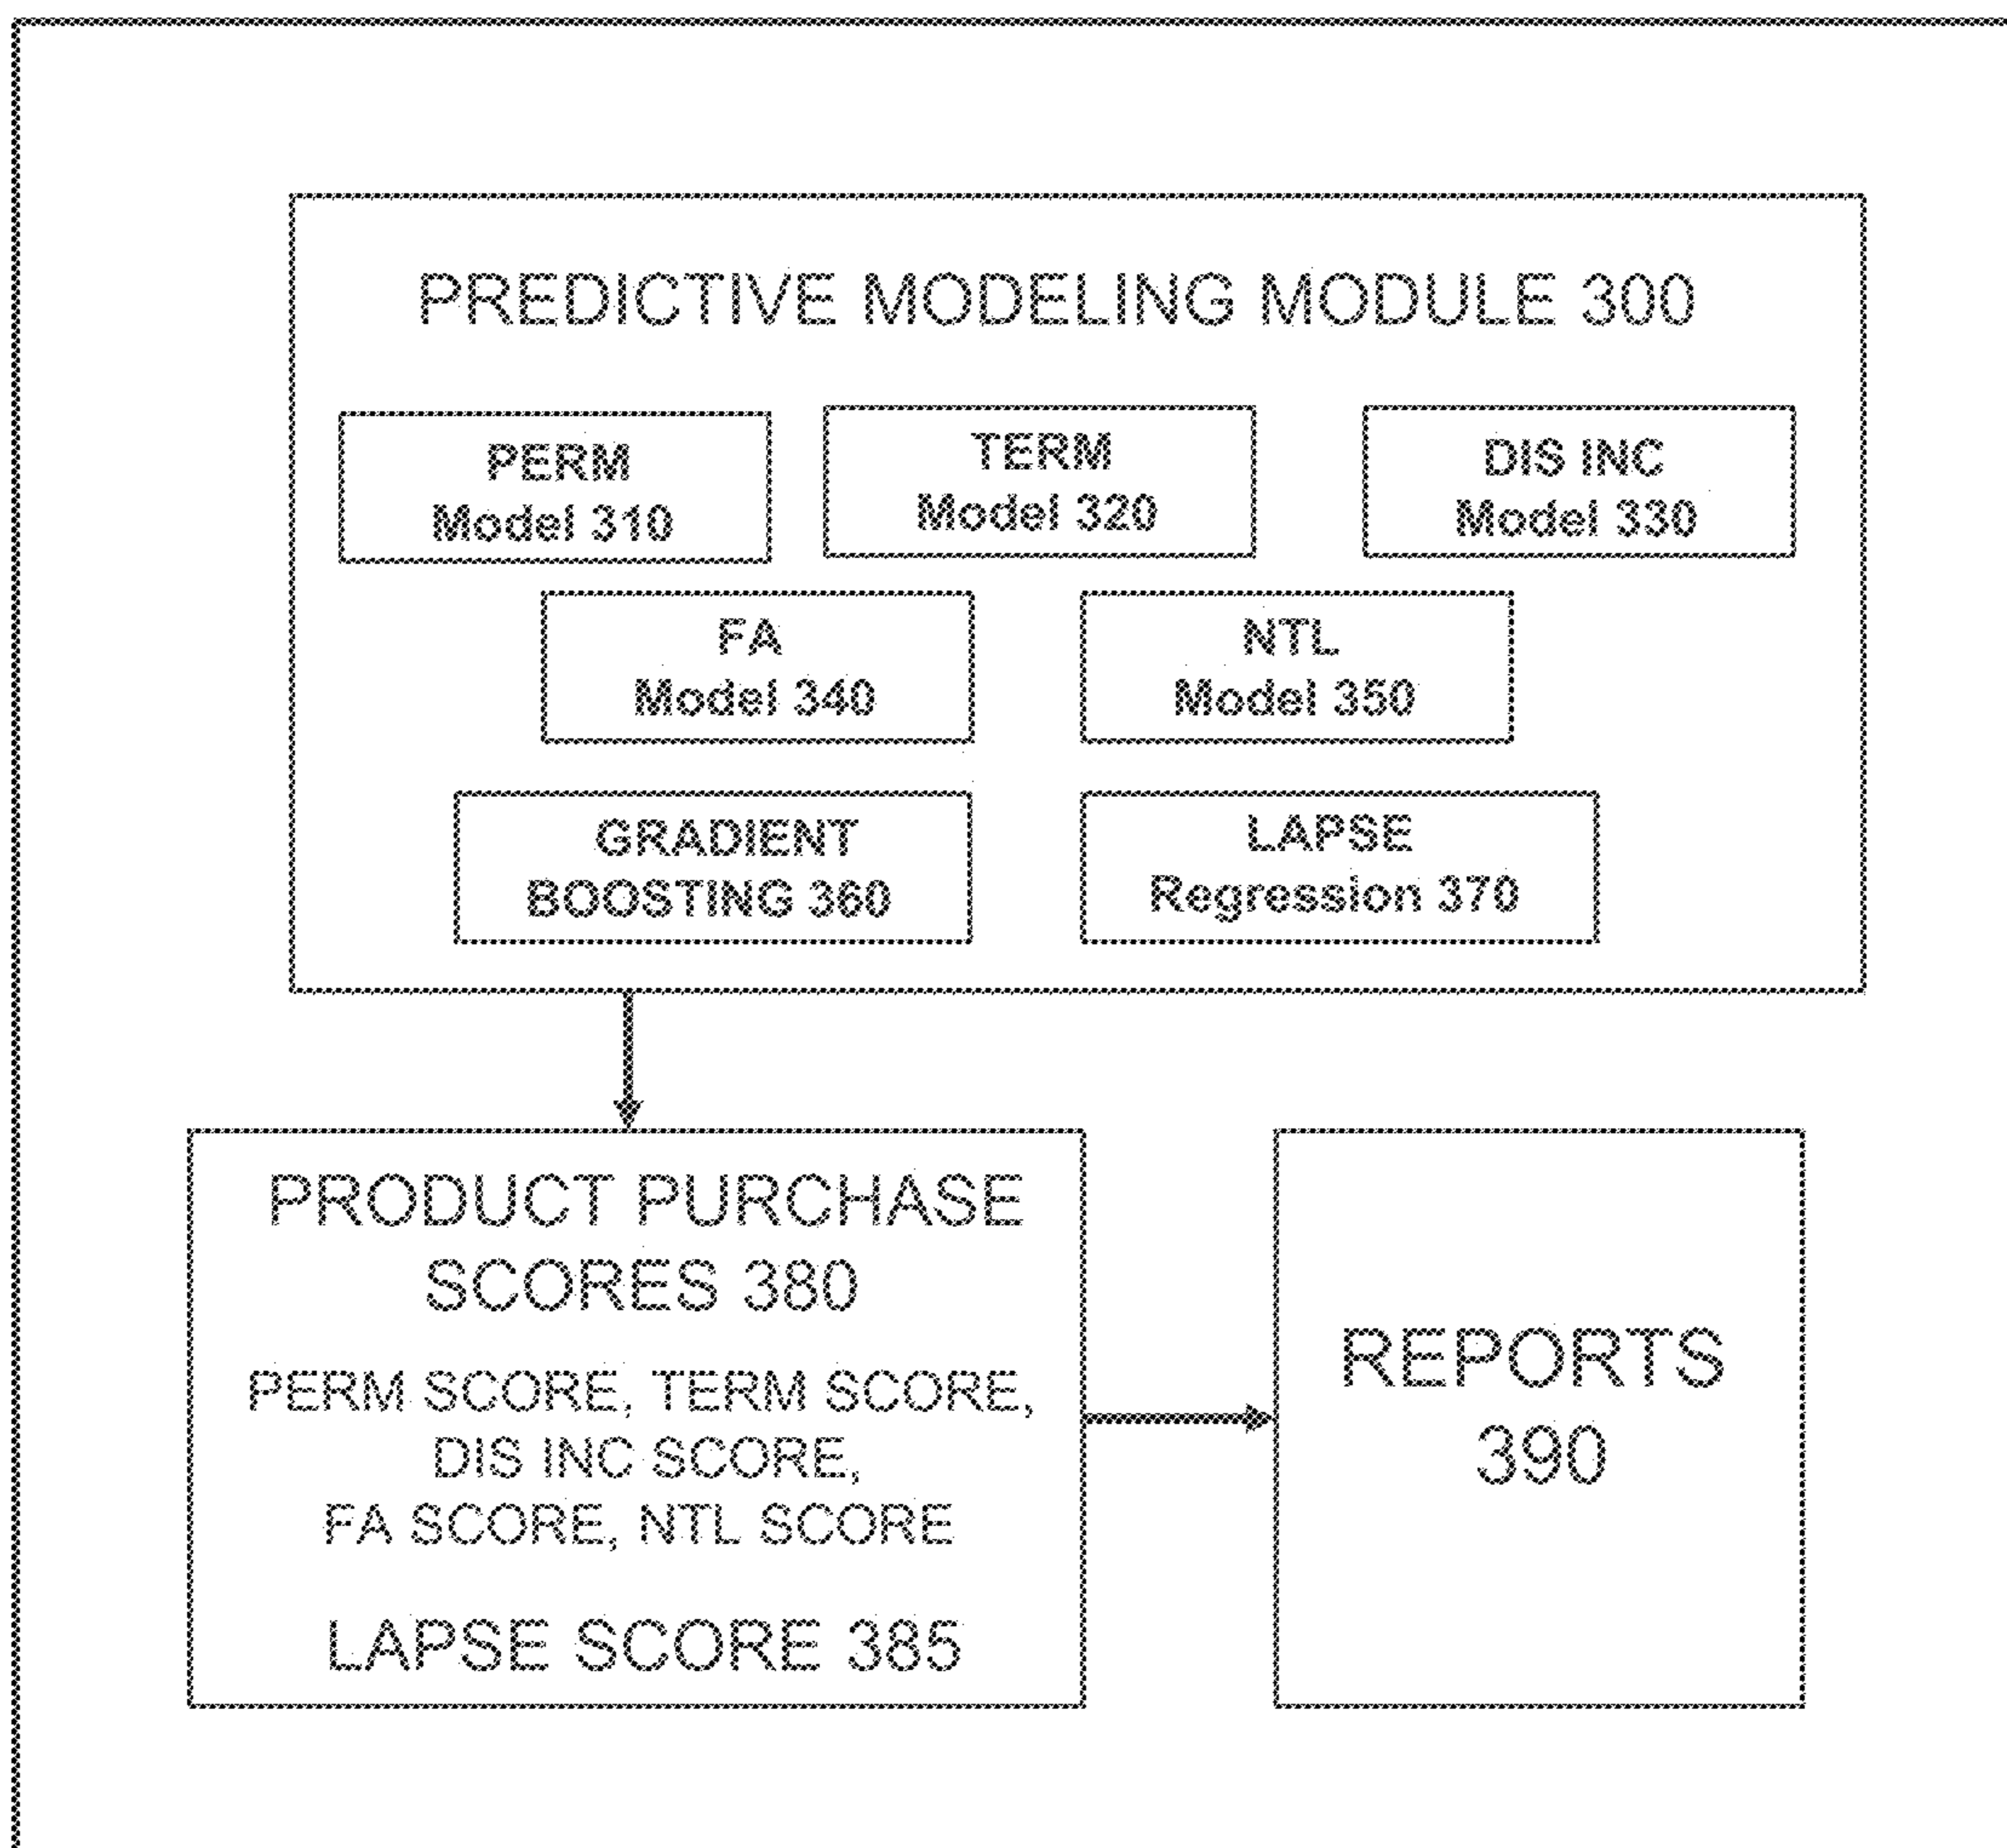 PREDICTIVE MODELING MODULE 300
PERM
Model 310
TERM
Model 320
DIS INC
Model 330
FA
Model 340
NTL
Model 350
GRADIENT
BOOSTING 360
LAPSE
Regression 370
PRODUCT PURCHASE
SCORES 380
PERM SCORE, TERM SCORE,
DIS INC SCORE,
FA SCORE, NTL SCORE
LAPSE SCORE 385
REPORTS
390